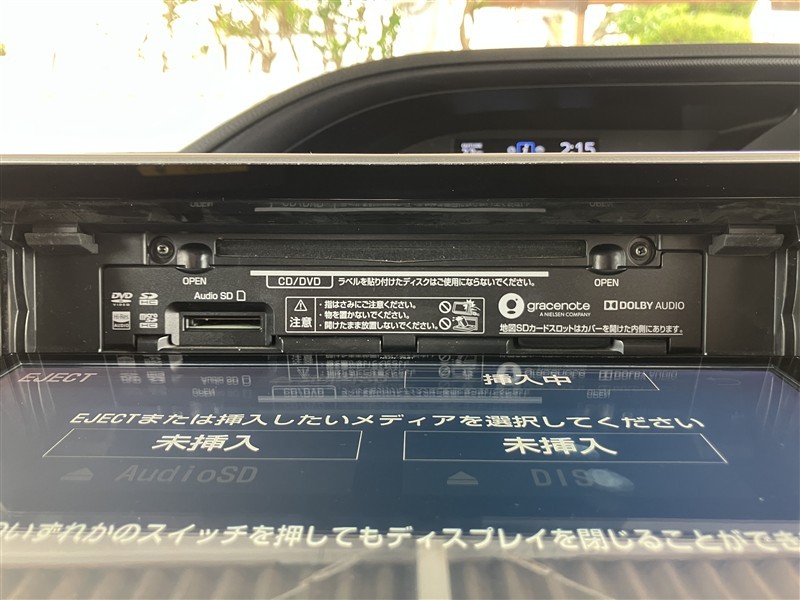 2:15
OPEN
OPEN
CD/DVD ラベルを貼り付けたディスクはご使用にならないでください。
DVD VIDEO
SD HC
Hi-Res AUDIO
micro SD HC
Audio SD
注意
・指はさみにご注意ください。
・物を置かないでください。
・開けたまま放置しないでください。
gracenote
A NIELSEN COMPANY
DOLBY AUDIO
地図SDカードスロットはカバーを開けた内側にあります。
EJECT
挿入中
EJECTまたは挿入したいメディアを選択してください
未挿入
未挿入
AudioSD
DISC
いずれかのスイッチを押してもディスプレイを閉じることができ